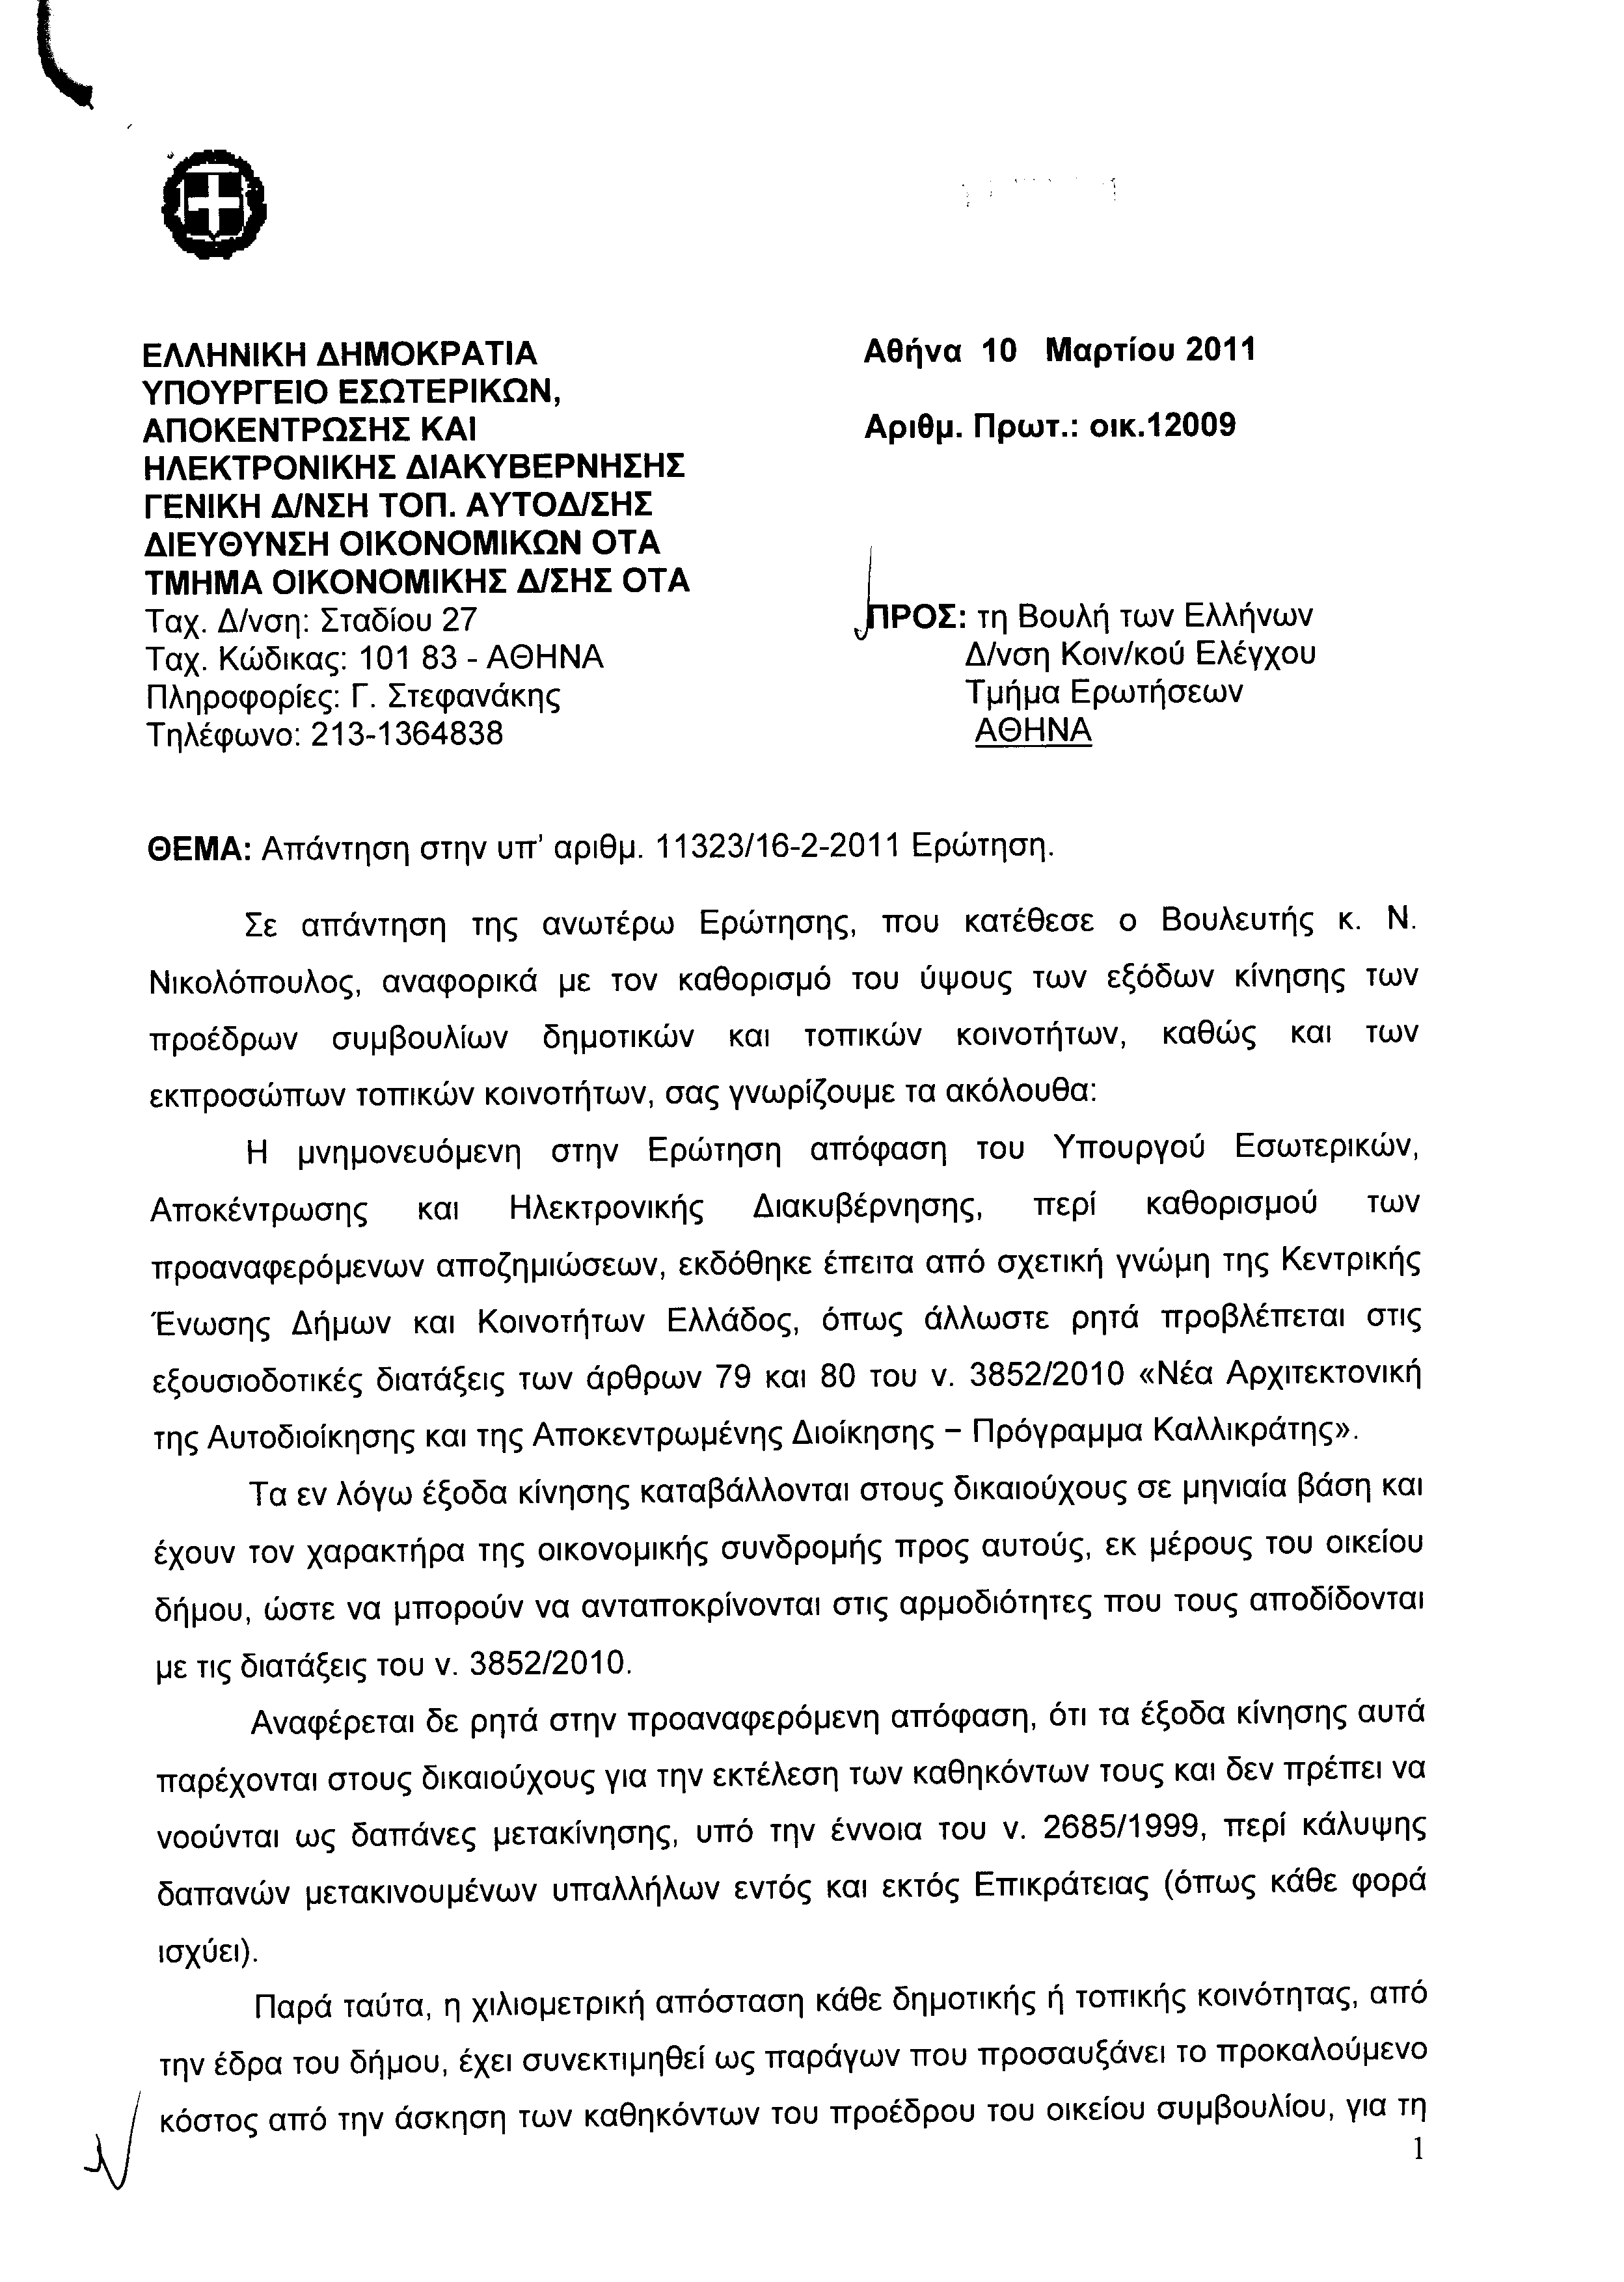 ΕΛΛΗΝΙΚΗ ΔΗΜΟΚΡΑΤΙΑ
ΥΠΟΥΡΓΕΙΟ ΕΣΩΤΕΡΙΚΩΝ,
ΑΠΟΚΕΝΤΡΩΣΗΣ ΚΑΙ
ΗΛΕΚΤΡΟΝΙΚΗΣ ΔΙΑΚΥΒΕΡΝΗΣΗΣ
ΓΕΝΙΚΗ Δ/ΝΣΗ ΤΟΠ. ΑΥΤΟΔ/ΣΗΣ
ΔΙΕΥΘΥΝΣΗ ΟΙΚΟΝΟΜΙΚΩΝ ΟΤΑ
ΤΜΗΜΑ ΟΙΚΟΝΟΜΙΚΗΣ Δ/ΣΗΣ ΟΤΑ
Ταχ. Δ/νση: Σταδίου 27
Ταχ. Κώδικας: 101 83 - ΑΘΗΝΑ
Πληροφορίες: Γ. Στεφανάκης
Τηλέφωνο: 213-1364838
Αθήνα 10 Μαρτίου 2011
Αριθμ. Πρωτ.: οικ.12009
ΠΡΟΣ: τη Βουλή των Ελλήνων
Δ/νση Κοιν/κού Ελέγχου
Τμήμα Ερωτήσεων
ΑΘΗΝΑ
ΘΕΜΑ: Απάντηση στην υπ' αριθμ. 11323/16-2-2011 Ερώτηση.
Σε απάντηση της ανωτέρω Ερώτησης, που κατέθεσε ο Βουλευτής κ. Ν.
Νικολόπουλος, αναφορικά με τον καθορισμό του ύψους των εξόδων κίνησης των
προέδρων συμβουλίων δημοτικών και τοπικών κοινοτήτων, καθώς και των
εκπροσώπων τοπικών κοινοτήτων, σας γνωρίζουμε τα ακόλουθα:
Η μνημονευόμενη στην Ερώτηση απόφαση του Υπουργού Εσωτερικών,
Αποκέντρωσης και Ηλεκτρονικής Διακυβέρνησης, περί καθορισμού των
προαναφερόμενων αποζημιώσεων, εκδόθηκε έπειτα από σχετική γνώμη της Κεντρικής
Ένωσης Δήμων και Κοινοτήτων Ελλάδος, όπως άλλωστε ρητά προβλέπεται στις
εξουσιοδοτικές διατάξεις των άρθρων 79 και 80 του ν. 3852/2010 «Νέα Αρχιτεκτονική
της Αυτοδιοίκησης και της Αποκεντρωμένης Διοίκησης – Πρόγραμμα Καλλικράτης».
Τα εν λόγω έξοδα κίνησης καταβάλλονται στους δικαιούχους σε μηνιαία βάση και
έχουν τον χαρακτήρα της οικονομικής συνδρομής προς αυτούς, εκ μέρους του οικείου
δήμου, ώστε να μπορούν να ανταποκρίνονται στις αρμοδιότητες που τους αποδίδονται
με τις διατάξεις του ν. 3852/2010.
Αναφέρεται δε ρητά στην προαναφερόμενη απόφαση, ότι τα έξοδα κίνησης αυτά
παρέχονται στους δικαιούχους για την εκτέλεση των καθηκόντων τους και δεν πρέπει να
νοούνται ως δαπάνες μετακίνησης, υπό την έννοια του ν. 2685/1999, περί κάλυψης
δαπανών μετακινουμένων υπαλλήλων εντός και εκτός Επικράτειας (όπως κάθε φορά
ισχύει).
Παρά ταύτα, η χιλιομετρική απόσταση κάθε δημοτικής ή τοπικής κοινότητας, από
την έδρα του δήμου, έχει συνεκτιμηθεί ως παράγων που προσαυξάνει το προκαλούμενο
κόστος από την άσκηση των καθηκόντων του προέδρου του οικείου συμβουλίου, για τη
1